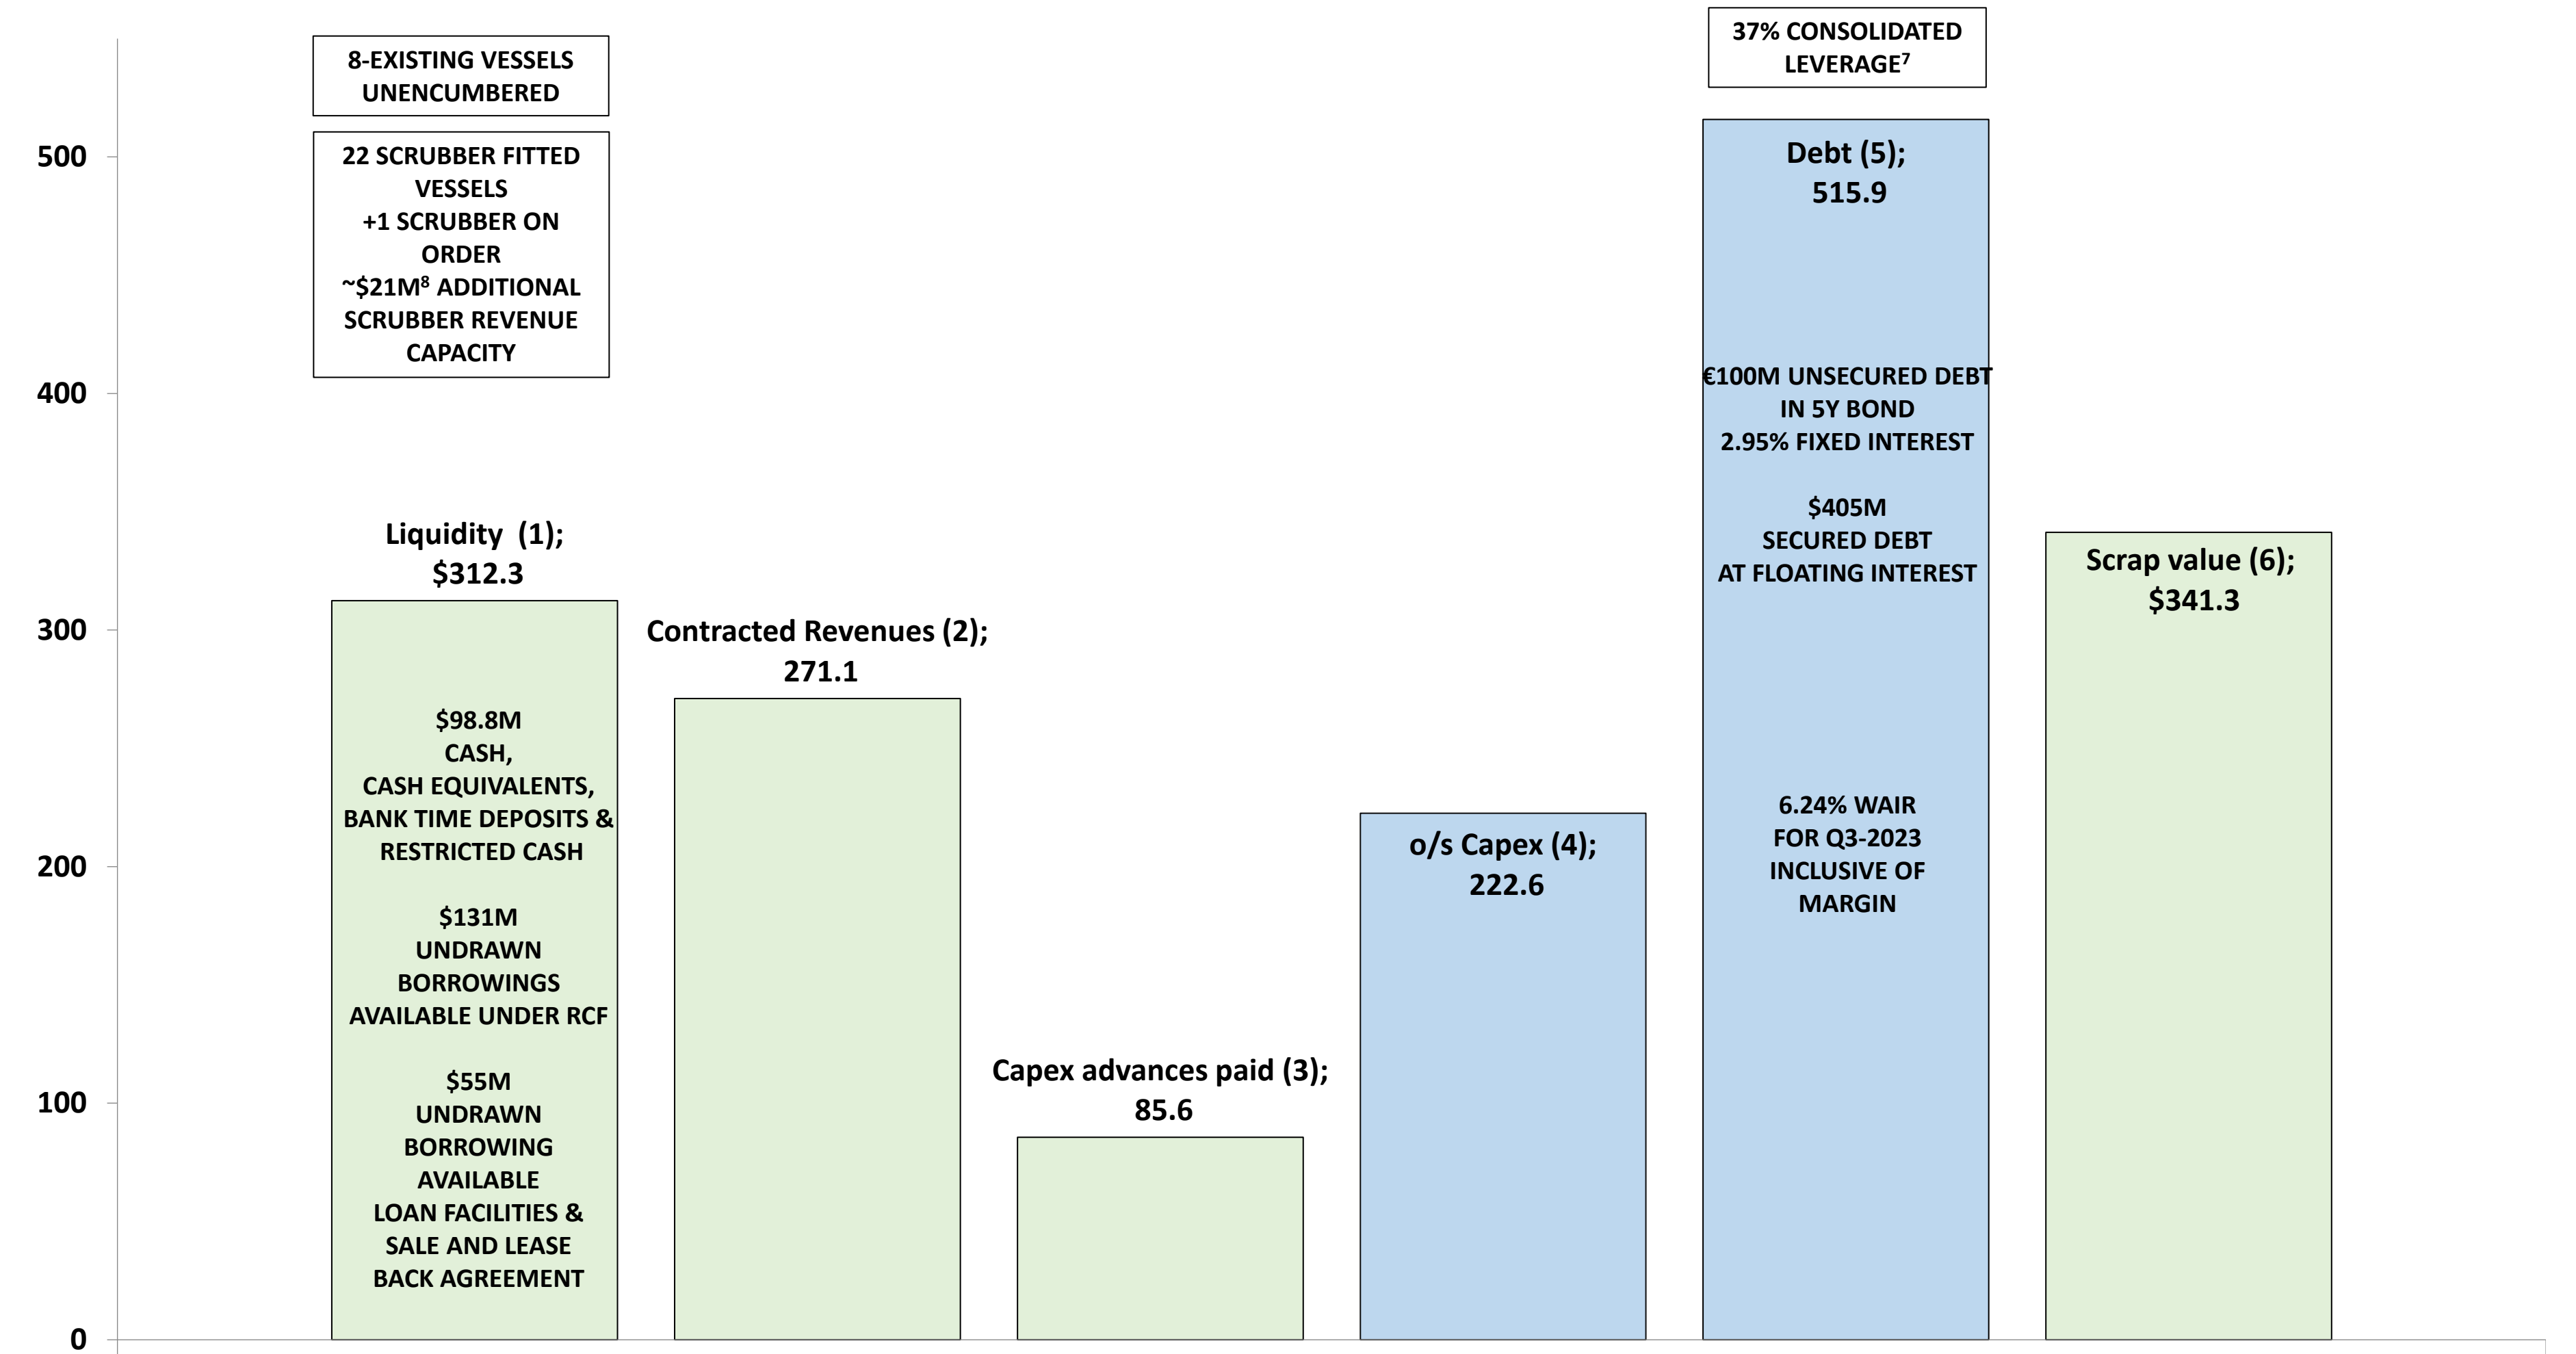 8-EXISTING VESSELS
UNENCUMBERED
22 SCRUBBER FITTED
VESSELS
+1 SCRUBBER ON
ORDER
~$21M⁸ ADDITIONAL
SCRUBBER REVENUE
CAPACITY
37% CONSOLIDATED
LEVERAGE⁷
500
400
300
200
100
0
Liquidity (1);
$312.3
$98.8M
CASH,
CASH EQUIVALENTS,
BANK TIME DEPOSITS &
RESTRICTED CASH
$131M
UNDRAWN
BORROWINGS
AVAILABLE UNDER RCF
$55M
UNDRAWN
BORROWING
AVAILABLE
LOAN FACILITIES &
SALE AND LEASE
BACK AGREEMENT
Contracted Revenues (2);
271.1
Capex advances paid (3);
85.6
o/s Capex (4);
222.6
Debt (5);
515.9
€100M UNSECURED DEBT
IN 5Y BOND
2.95% FIXED INTEREST
$405M
SECURED DEBT
AT FLOATING INTEREST
6.24% WAIR
FOR Q3-2023
INCLUSIVE OF
MARGIN
Scrap value (6);
$341.3